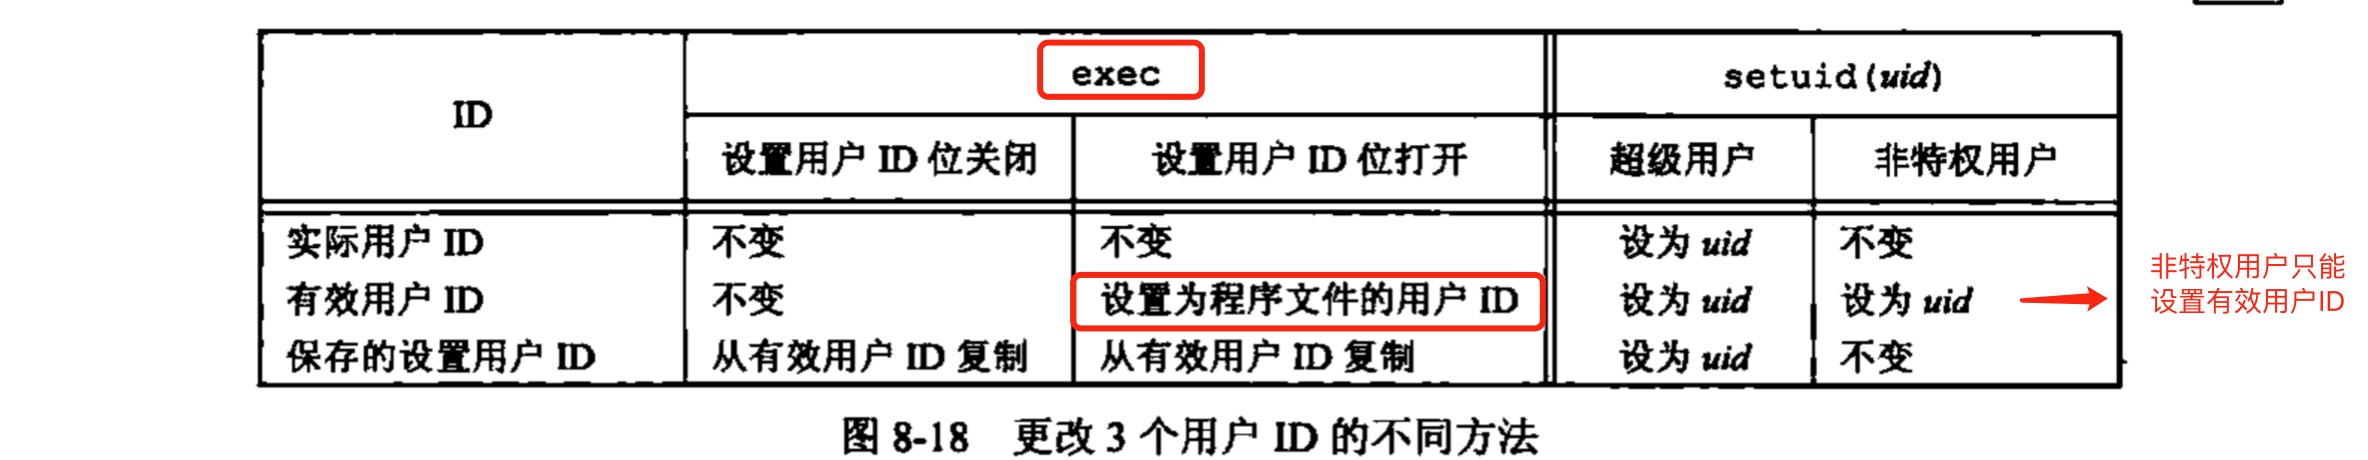 ID exec setuid(uid)
设置用户 ID 位关闭 设置用户 ID 位打开 超级用户 非特权用户
实际用户 ID 不变 不变 设为 uid 不变
有效用户 ID 不变 设置为程序文件的用户 ID 设为 uid 设为 uid
保存的设置用户 ID 从有效用户 ID 复制 从有效用户 ID 复制 设为 uid 不变
非特权用户只能
设置有效用户ID
图 8-18 更改 3 个用户 ID 的不同方法